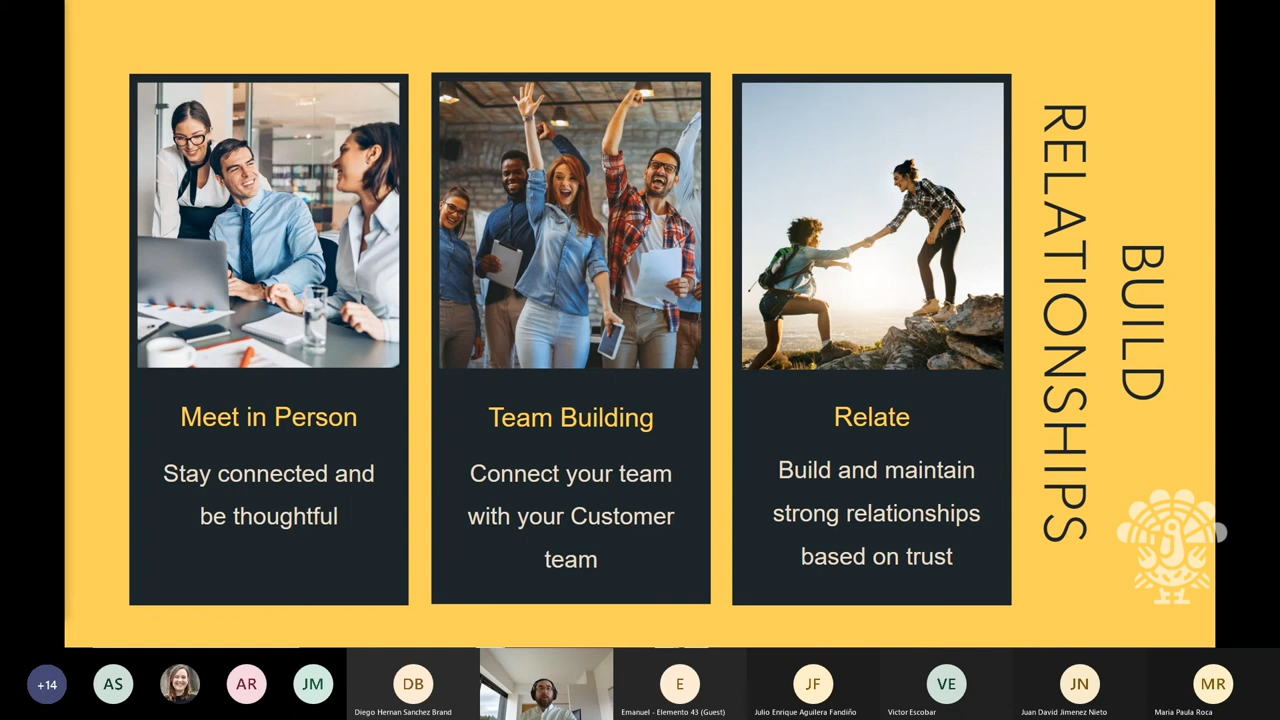 Meet in Person
Stay connected and
be thoughtful
Team Building
Connect your team
with your Customer
team
Relate
Build and maintain
strong relationships
based on trust
BUILD
RELATIONSHIPS
+14
AS
AR
JM
DB
Diego Hernan Sanchez Brand
E
Emanuel - Elemento 43 (Guest)
JF
Julio Enrique Aguilera Fandiño
VE
Victor Escobar
JN
Juan David Jimenez Nieto
MR
Maria Paula Roca